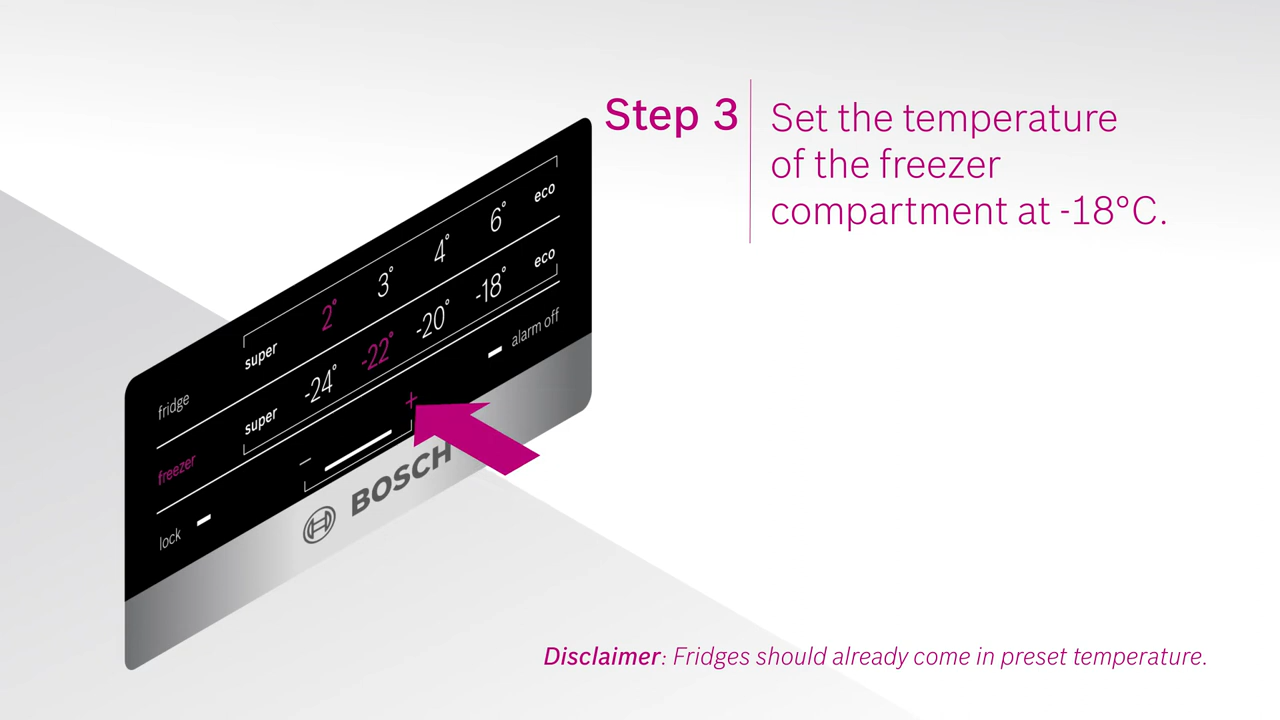 Step 3
Set the temperature
of the freezer
compartment at -18°C.
fridge super 2° 3° 4° 6° eco
freezer super -24° -22° -20° -18° eco
lock − + alarm off
BOSCH
Disclaimer: Fridges should already come in preset temperature.